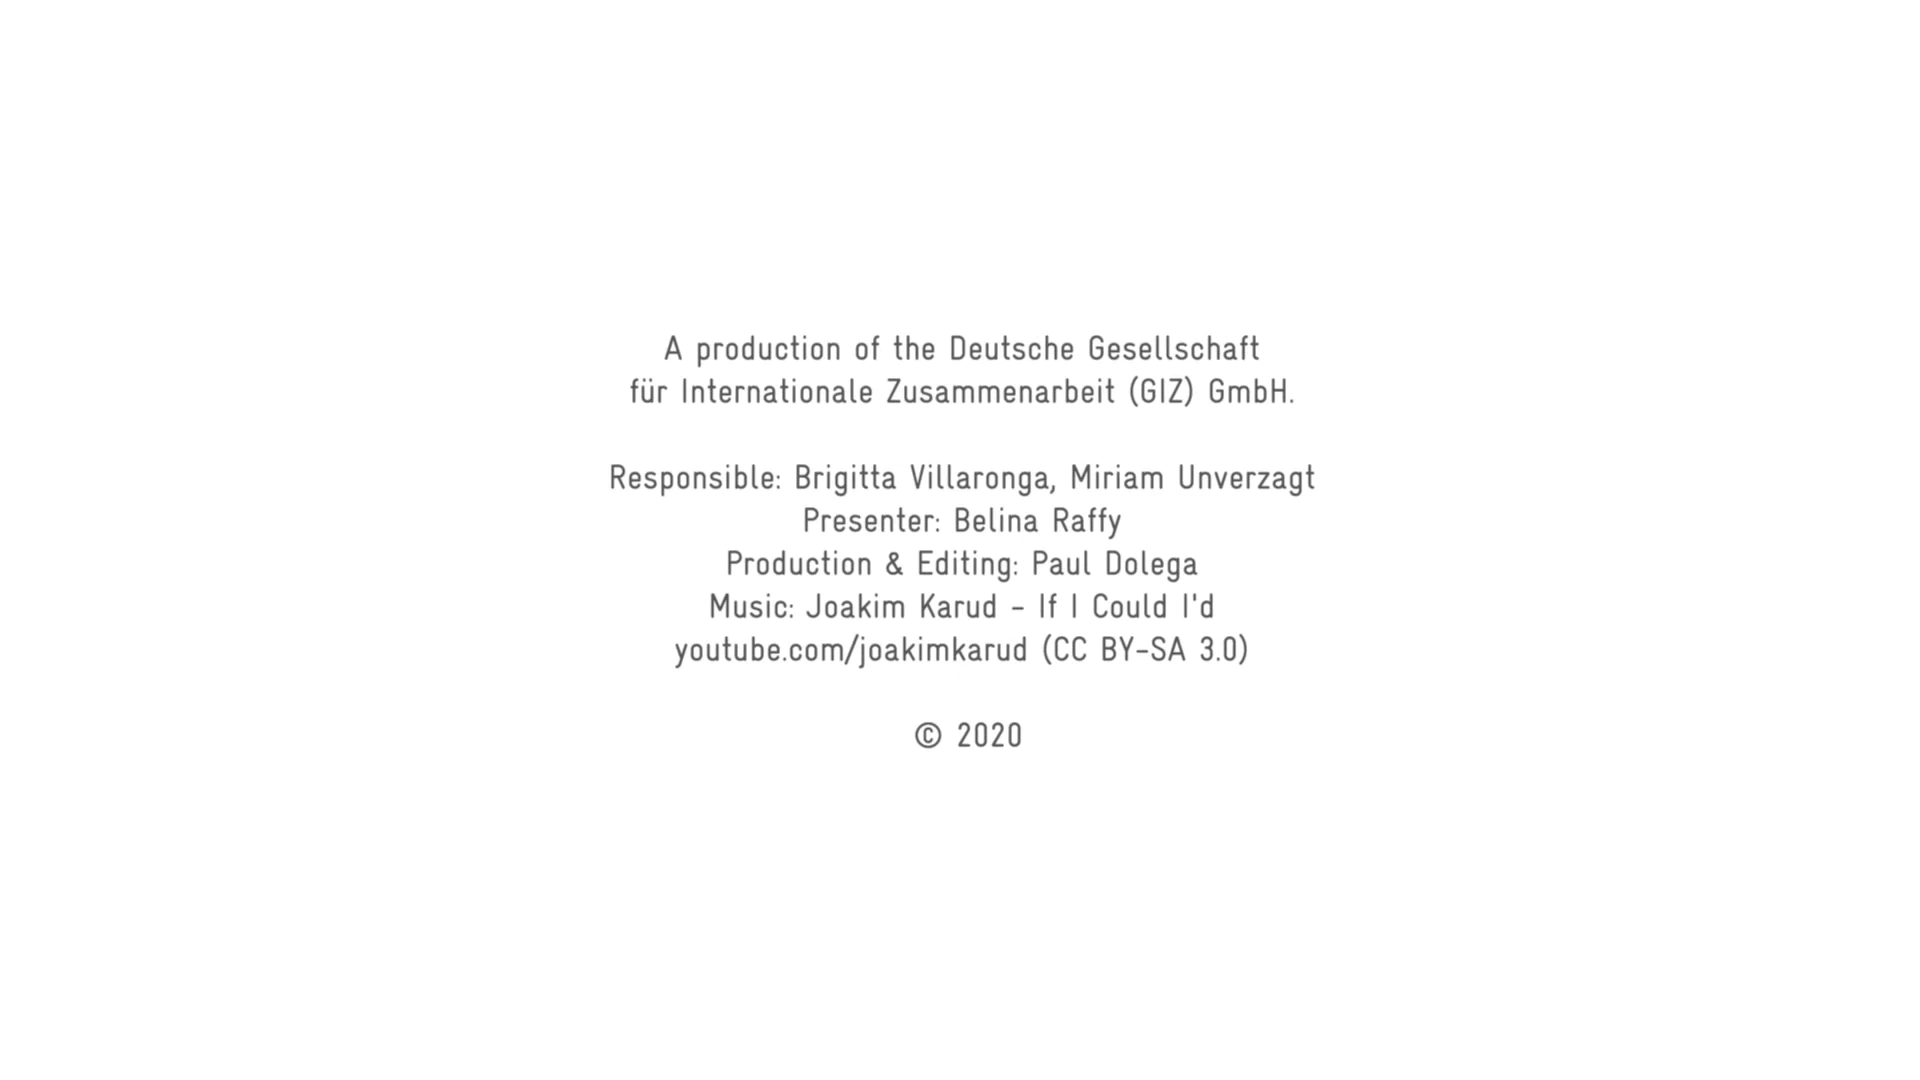 A production of the Deutsche Gesellschaft
für Internationale Zusammenarbeit (GIZ) GmbH.
Responsible: Brigitta Villaronga, Miriam Unverzagt
Presenter: Belina Raffy
Production & Editing: Paul Dolega
Music: Joakim Karud - If I Could I'd
youtube.com/joakimkarud (CC BY-SA 3.0)
© 2020